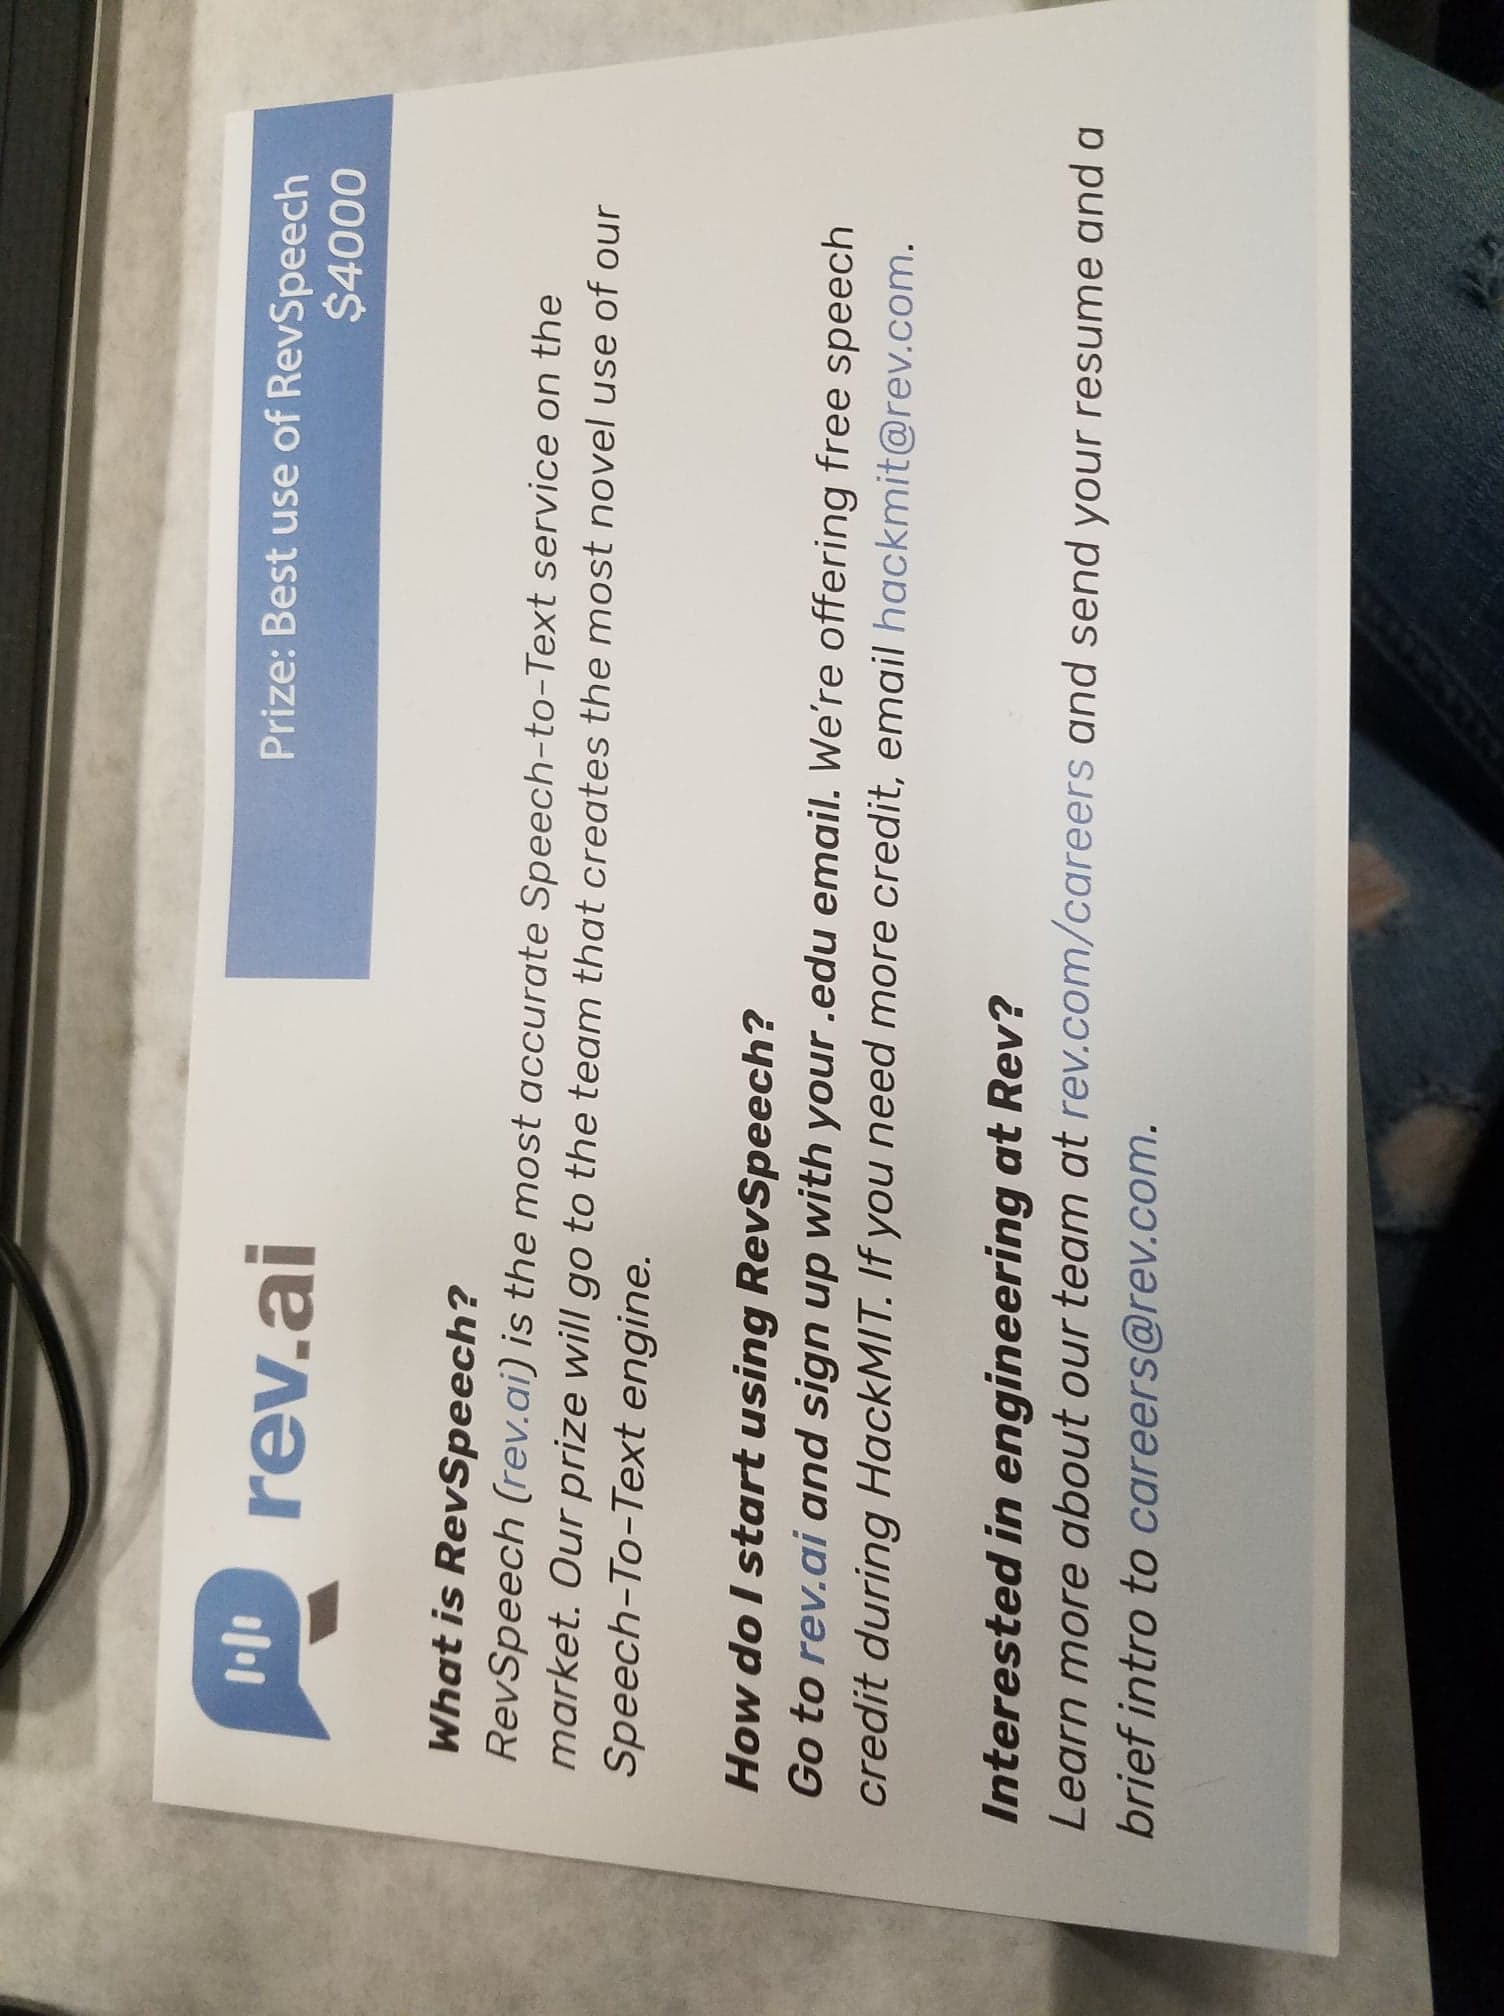 rev.ai
Prize: Best use of RevSpeech
$4000
What is RevSpeech?
RevSpeech (rev.ai) is the most accurate Speech-to-Text service on the
market. Our prize will go to the team that creates the most novel use of our
Speech-To-Text engine.
How do I start using RevSpeech?
Go to rev.ai and sign up with your .edu email. We're offering free speech
credit during HackMIT. If you need more credit, email hackmit@rev.com.
Interested in engineering at Rev?
Learn more about our team at rev.com/careers and send your resume and a
brief intro to careers@rev.com.